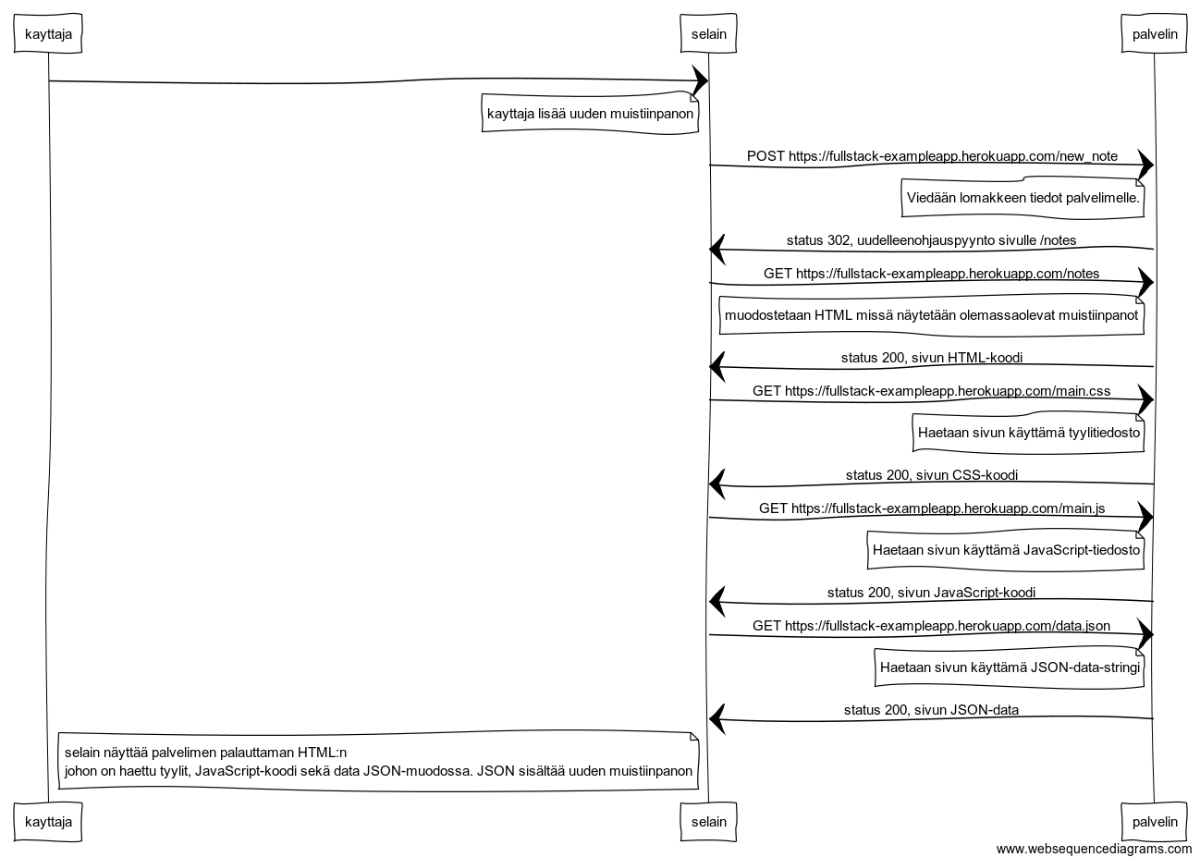 kayttaja
selain
palvelin
kayttaja lisää uuden muistiinpanon
POST https://fullstack-exampleapp.herokuapp.com/new_note
Viedään lomakkeen tiedot palvelimelle.
status 302, uudelleenohjauspyynto sivulle /notes
GET https://fullstack-exampleapp.herokuapp.com/notes
muodostetaan HTML missä näytetään olemassaolevat muistiinpanot
status 200, sivun HTML-koodi
GET https://fullstack-exampleapp.herokuapp.com/main.css
Haetaan sivun käyttämä tyylitiedosto
status 200, sivun CSS-koodi
GET https://fullstack-exampleapp.herokuapp.com/main.js
Haetaan sivun käyttämä JavaScript-tiedosto
status 200, sivun JavaScript-koodi
GET https://fullstack-exampleapp.herokuapp.com/data.json
Haetaan sivun käyttämä JSON-data-stringi
status 200, sivun JSON-data
selain näyttää palvelimen palauttaman HTML:n
johon on haettu tyylit, JavaScript-koodi sekä data JSON-muodossa. JSON sisältää uuden muistiinpanon
kayttaja
selain
palvelin
www.websequencediagrams.com